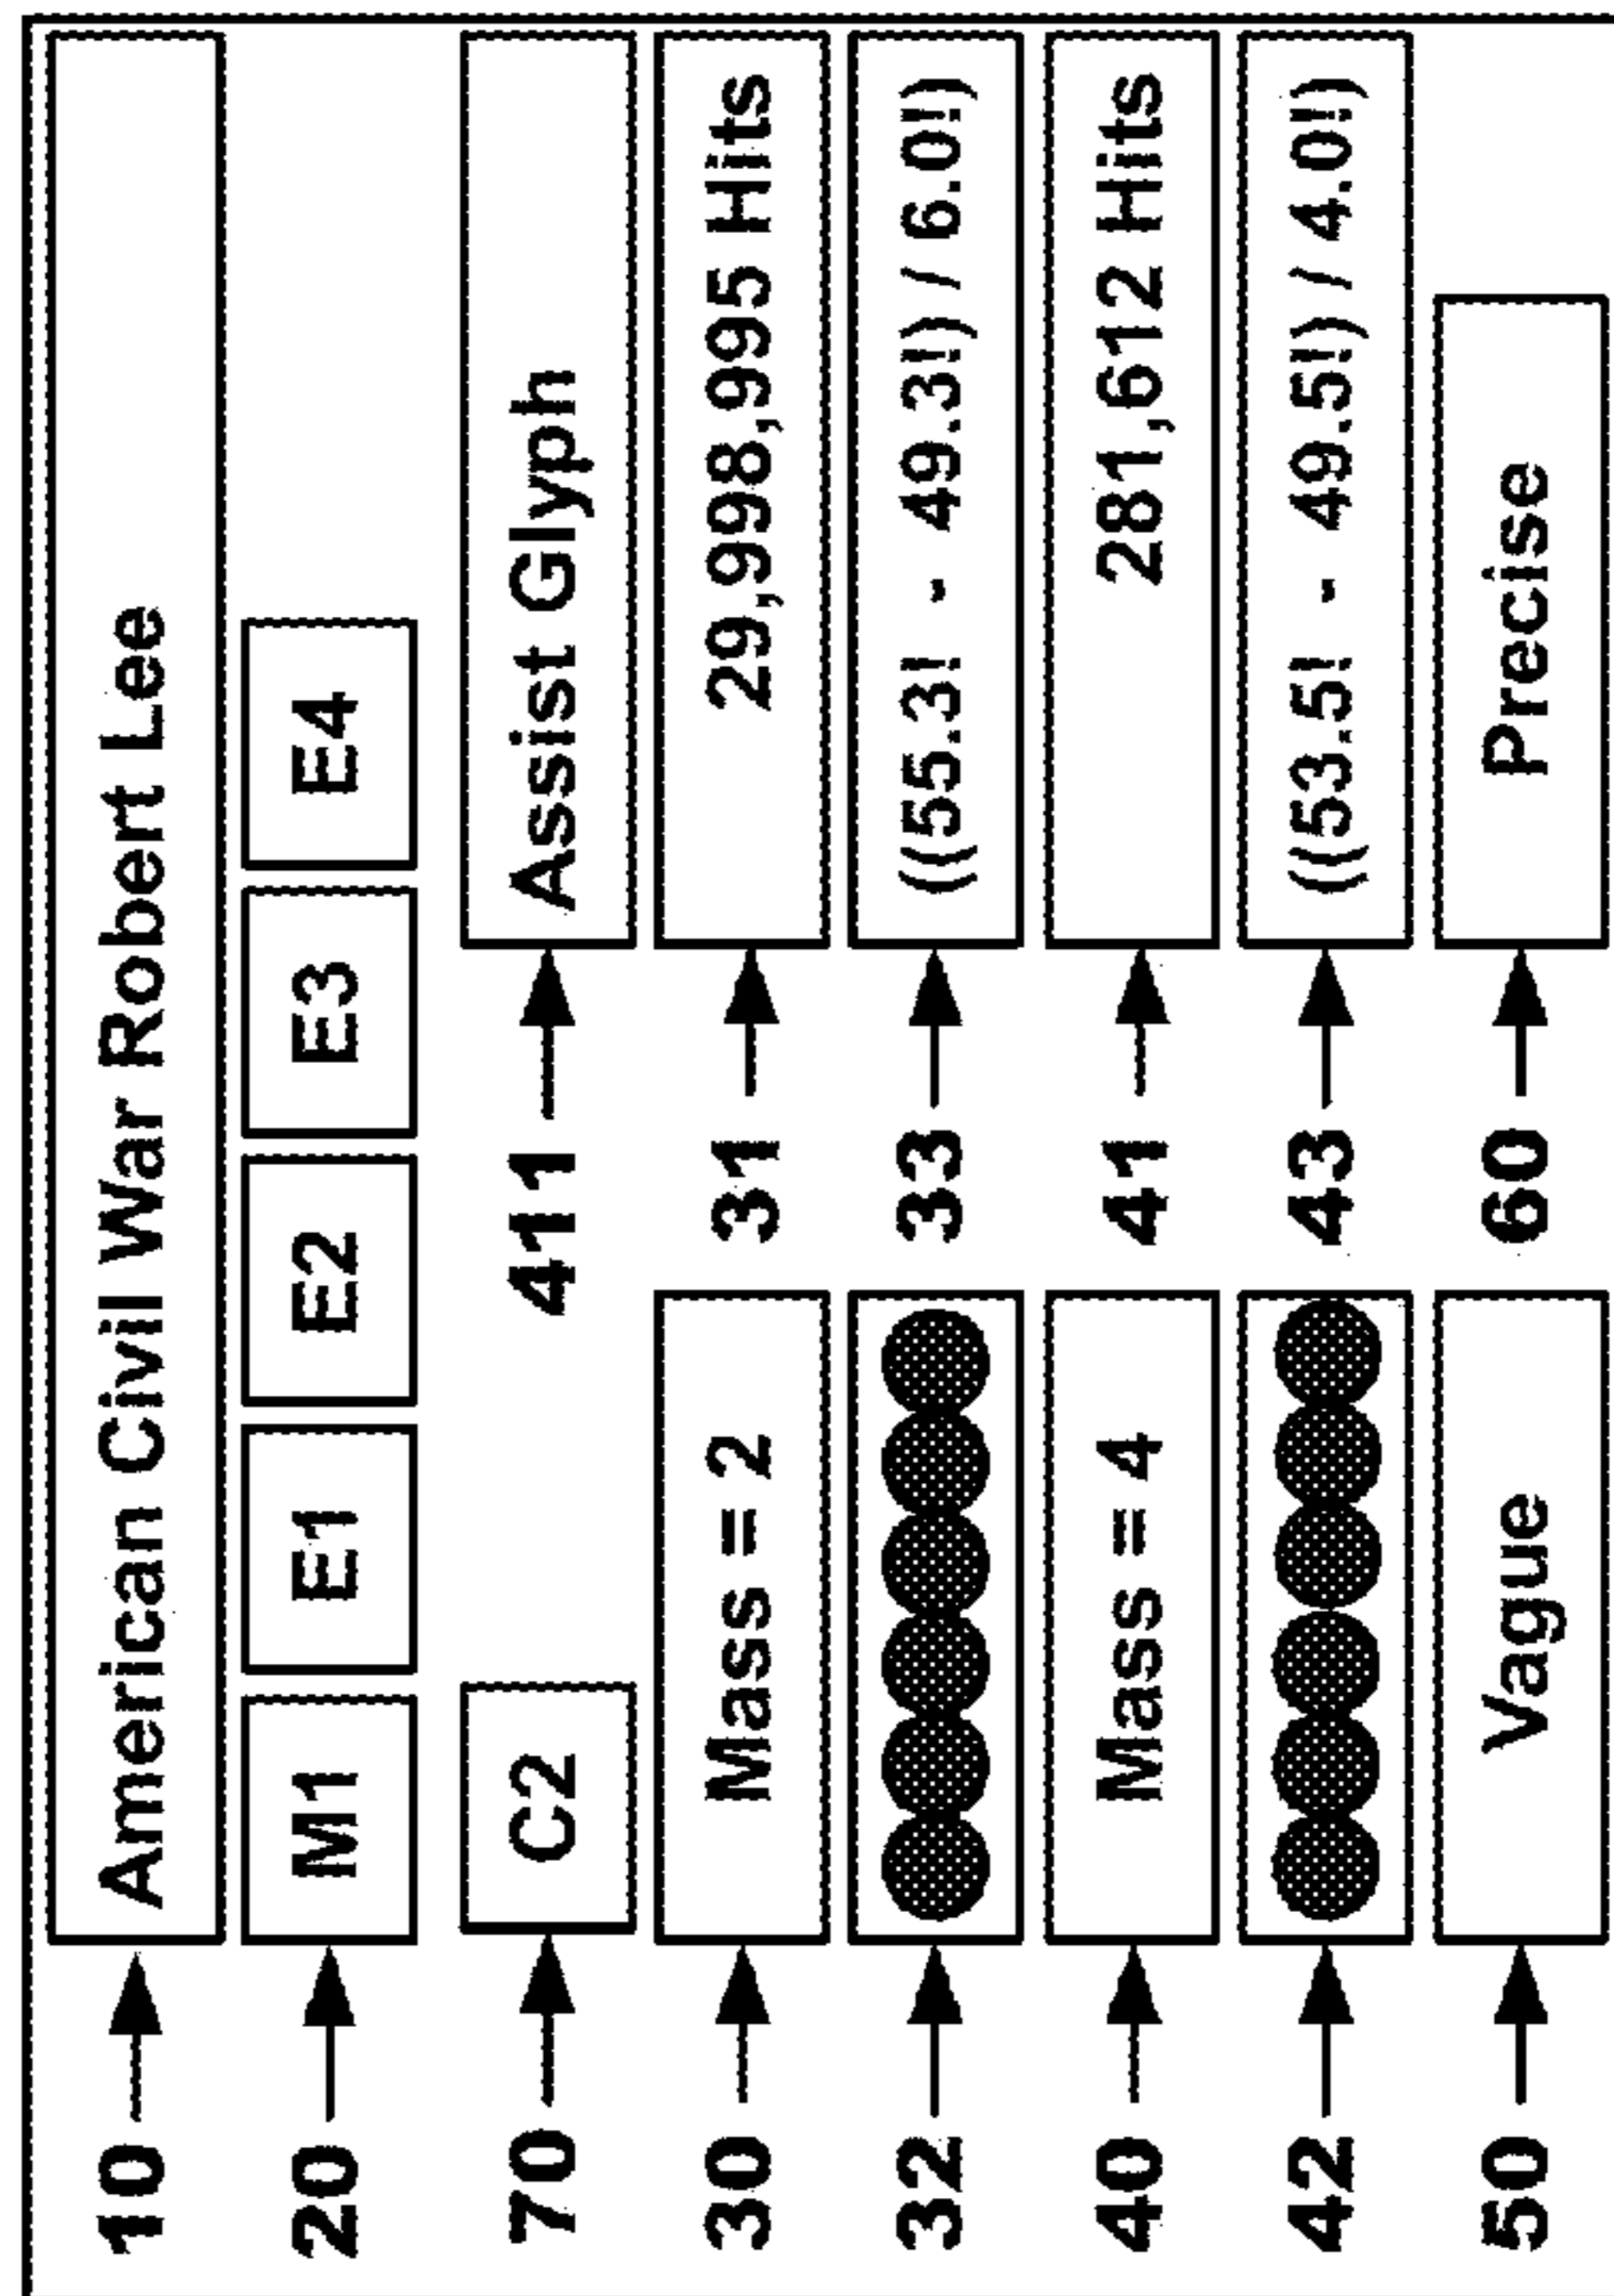 10 American Civil War Robert Lee
20 M1 E1 E2 E3 E4
70 C2 411 Assist Glyph
30 Mass = 2 31 29,998,995 Hits
32 33 ((55.3! - 49.3!) / 6.0!)
40 Mass = 4 41 281,612 Hits
42 43 ((53.5! - 49.5!) / 4.0!)
50 Vague 60 Precise